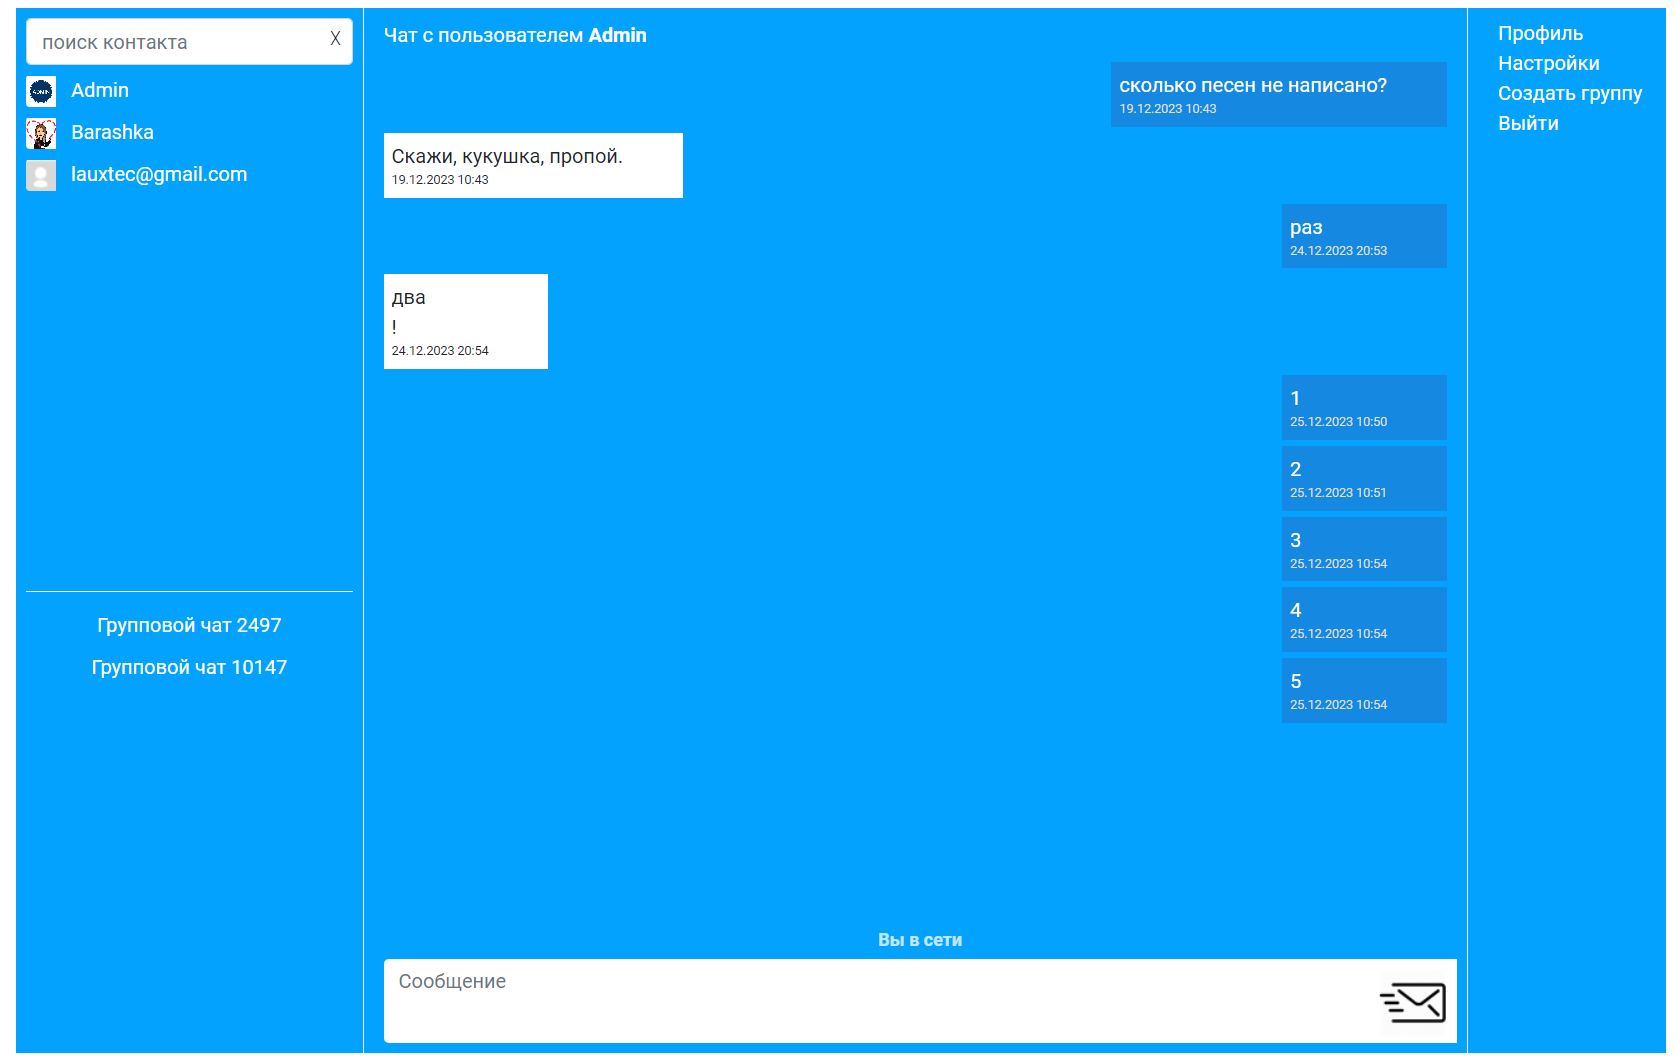 поиск контакта X
Admin
Barashka
lauxtec@gmail.com
Групповой чат 2497
Групповой чат 10147
Чат с пользователем Admin
сколько песен не написано?
19.12.2023 10:43
Скажи, кукушка, пропой.
19.12.2023 10:43
раз
24.12.2023 20:53
два
!
24.12.2023 20:54
1
25.12.2023 10:50
2
25.12.2023 10:51
3
25.12.2023 10:54
4
25.12.2023 10:54
5
25.12.2023 10:54
Вы в сети
Сообщение
Профиль
Настройки
Создать группу
Выйти